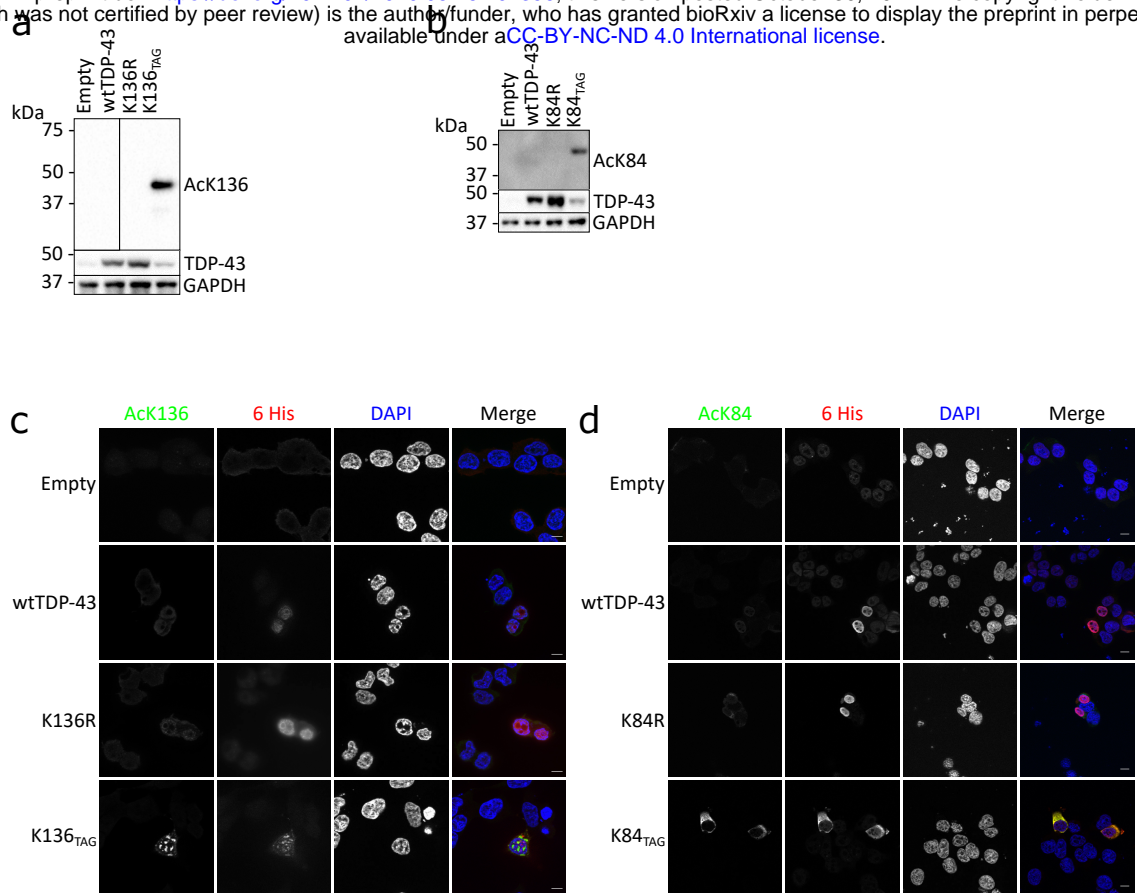 was not certified by peer review) is the author/funder, who has granted bioRxiv a license to display the preprint in
available under aCC-BY-NC-ND 4.0 International license.
a
b
Empty
wtTDP-43
K136R
K136TAG
kDa
75
50
AcK136
37
50
TDP-43
37
GAPDH
Empty
wtTDP-43
K84R
K84TAG
kDa
50
AcK84
37
50
TDP-43
37
GAPDH
c
AcK136 6 His DAPI Merge
Empty
wtTDP-43
K136R
K136TAG
d
AcK84 6 His DAPI Merge
Empty
wtTDP-43
K84R
K84TAG